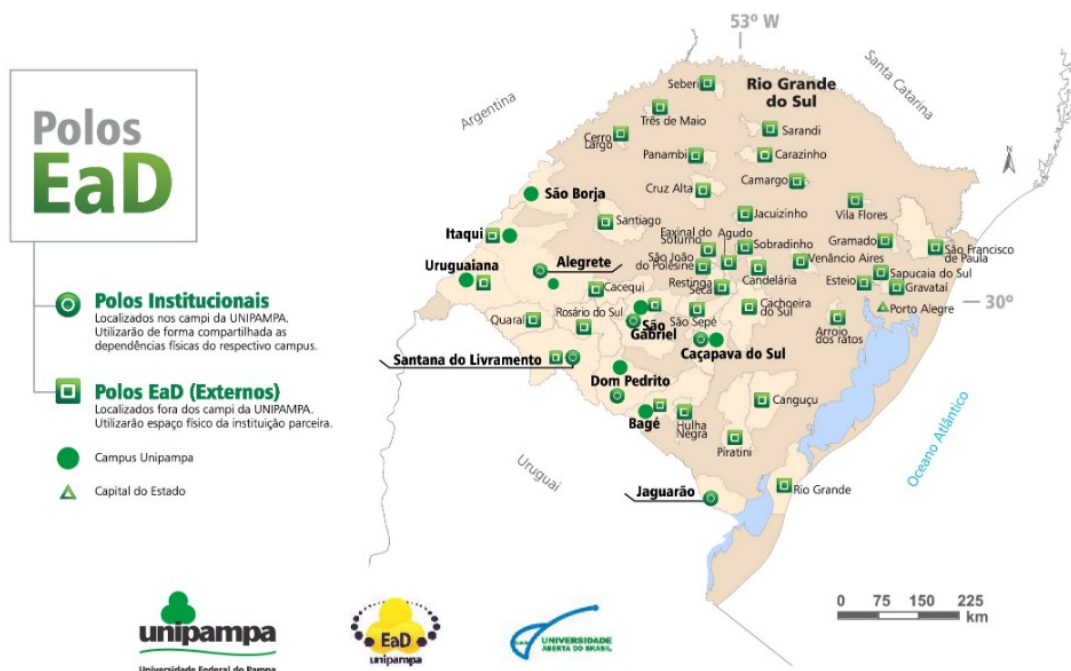 53º W
Santa Catarina
Argentina
Rio Grande
do Sul
Polos
EaD
Seberi
Três de Maio
Cerro
Largo
Sarandi
Panambi
Carazinho
Cruz Alta
Camargo
São Borja
Santiago
Jacuizinho
Vila Flores
Itaqui
Faxinal do
Soturno
Agudo
Sobradinho
Gramado
São Francisco
de Paula
Uruguaiana
Alegrete
São João
do Polêsine
Venâncio Aires
Sapucaia do Sul
Cacequi
Restinga
Seca
Candelária
Esteio
Gravataí
30º
Polos Institucionais
Localizados nos campi da UNIPAMPA.
Utilizarão de forma compartilhada as
dependências físicas do respectivo campus.
Quaraí
Rosário do Sul
São
Gabriel
São Sepé
Cachoeira
do Sul
Porto Alegre
Arroio
dos ratos
Santana do Livramento
Caçapava do Sul
Polos EaD (Externos)
Localizados fora dos campi da UNIPAMPA.
Utilizarão espaço físico da instituição parceira.
Dom Pedrito
Bagé
Hulha
Negra
Canguçu
Piratini
Campus Unipampa
Capital do Estado
Uruguai
Oceano Atlântico
Jaguarão
Rio Grande
N
0 75 150 225
km
unipampa
Universidade Federal do Pampa
EaD
unipampa
UNIVERSIDADE
ABERTA DO BRASIL